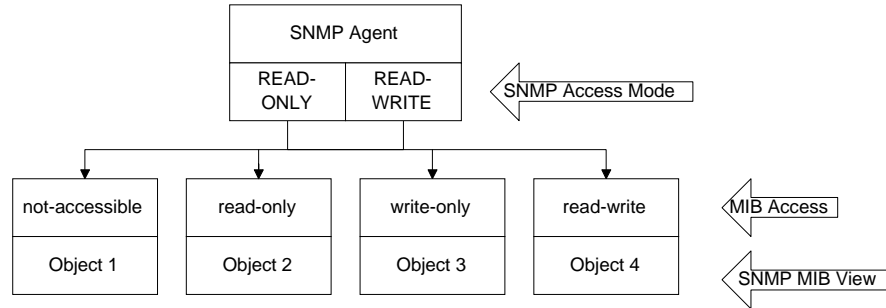 SNMP Agent
READ-
ONLY
READ-
WRITE
SNMP Access Mode
not-accessible
read-only
write-only
read-write
MIB Access
Object 1
Object 2
Object 3
Object 4
SNMP MIB View